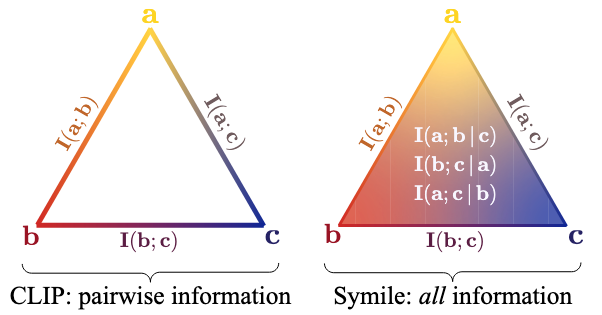 a
I(a; b)
I(a; c)
b
I(b; c)
c
CLIP: pairwise information
a
I(a; b)
I(a; c)
I(a; b | c)
I(b; c | a)
I(a; c | b)
b
I(b; c)
c
Symile: all information